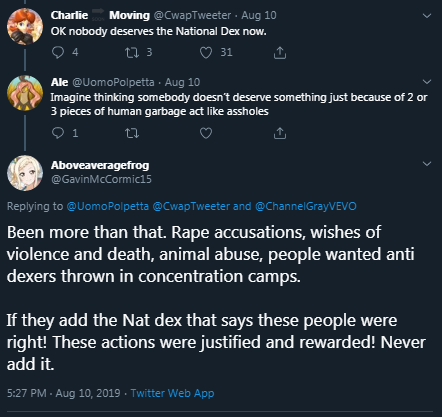 Charlie Moving @CwapTweeter · Aug 10
OK nobody deserves the National Dex now.
4 3 31
Ale @UomoPolpetta · Aug 10
Imagine thinking somebody doesn't deserve something just because of 2 or
3 pieces of human garbage act like assholes
1
Aboveaveragefrog
@GavinMcCormic15
Replying to @UomoPolpetta @CwapTweeter and @ChannelGrayVEVO
Been more than that. Rape accusations, wishes of
violence and death, animal abuse, people wanted anti
dexers thrown in concentration camps.
If they add the Nat dex that says these people were
right! These actions were justified and rewarded! Never
add it.
5:27 PM · Aug 10, 2019 · Twitter Web App